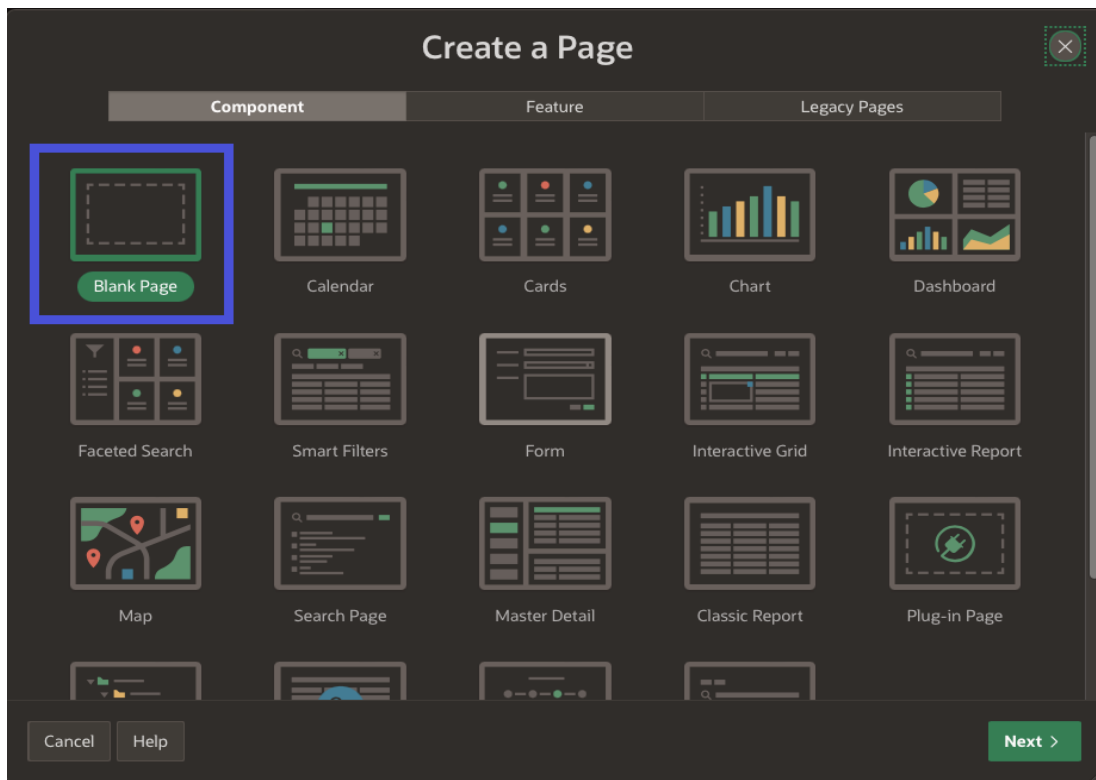 Create a Page
Component Feature Legacy Pages
Blank Page Calendar Cards Chart Dashboard
Faceted Search Smart Filters Form Interactive Grid Interactive Report
Map Search Page Master Detail Classic Report Plug-in Page
Cancel Help Next >